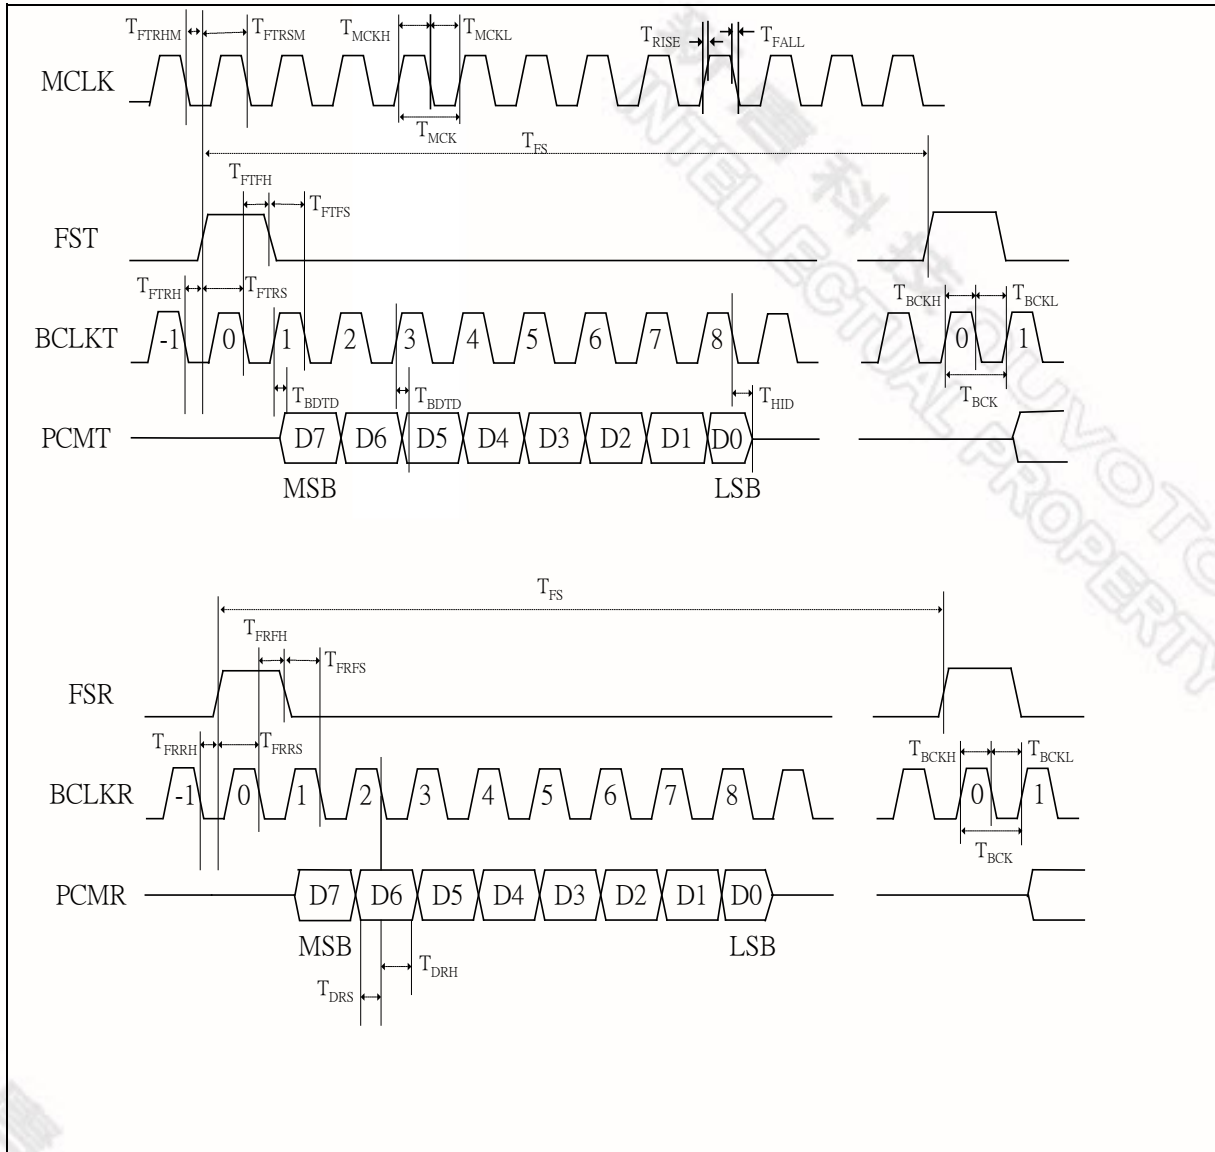 TFTRHM TFTRSM TMCKH TMCKL TRISE TFALL
MCLK
TMCK
TFS
TFTFH TFTFS
FST
TFTRH TFTRS TBCKH TBCKL
BCLKT -1 0 1 2 3 4 5 6 7 8 0 1
TBDTD TBDTD THID TBCK
PCMT D7 D6 D5 D4 D3 D2 D1 D0
MSB LSB
TFS
TFRFH TFRFS
FSR
TFRRH TFRRS TBCKH TBCKL
BCLKR -1 0 1 2 3 4 5 6 7 8 0 1
TBCK
PCMR D7 D6 D5 D4 D3 D2 D1 D0
MSB LSB
TDRS TDRH
INTELLECTUAL PROPERTY